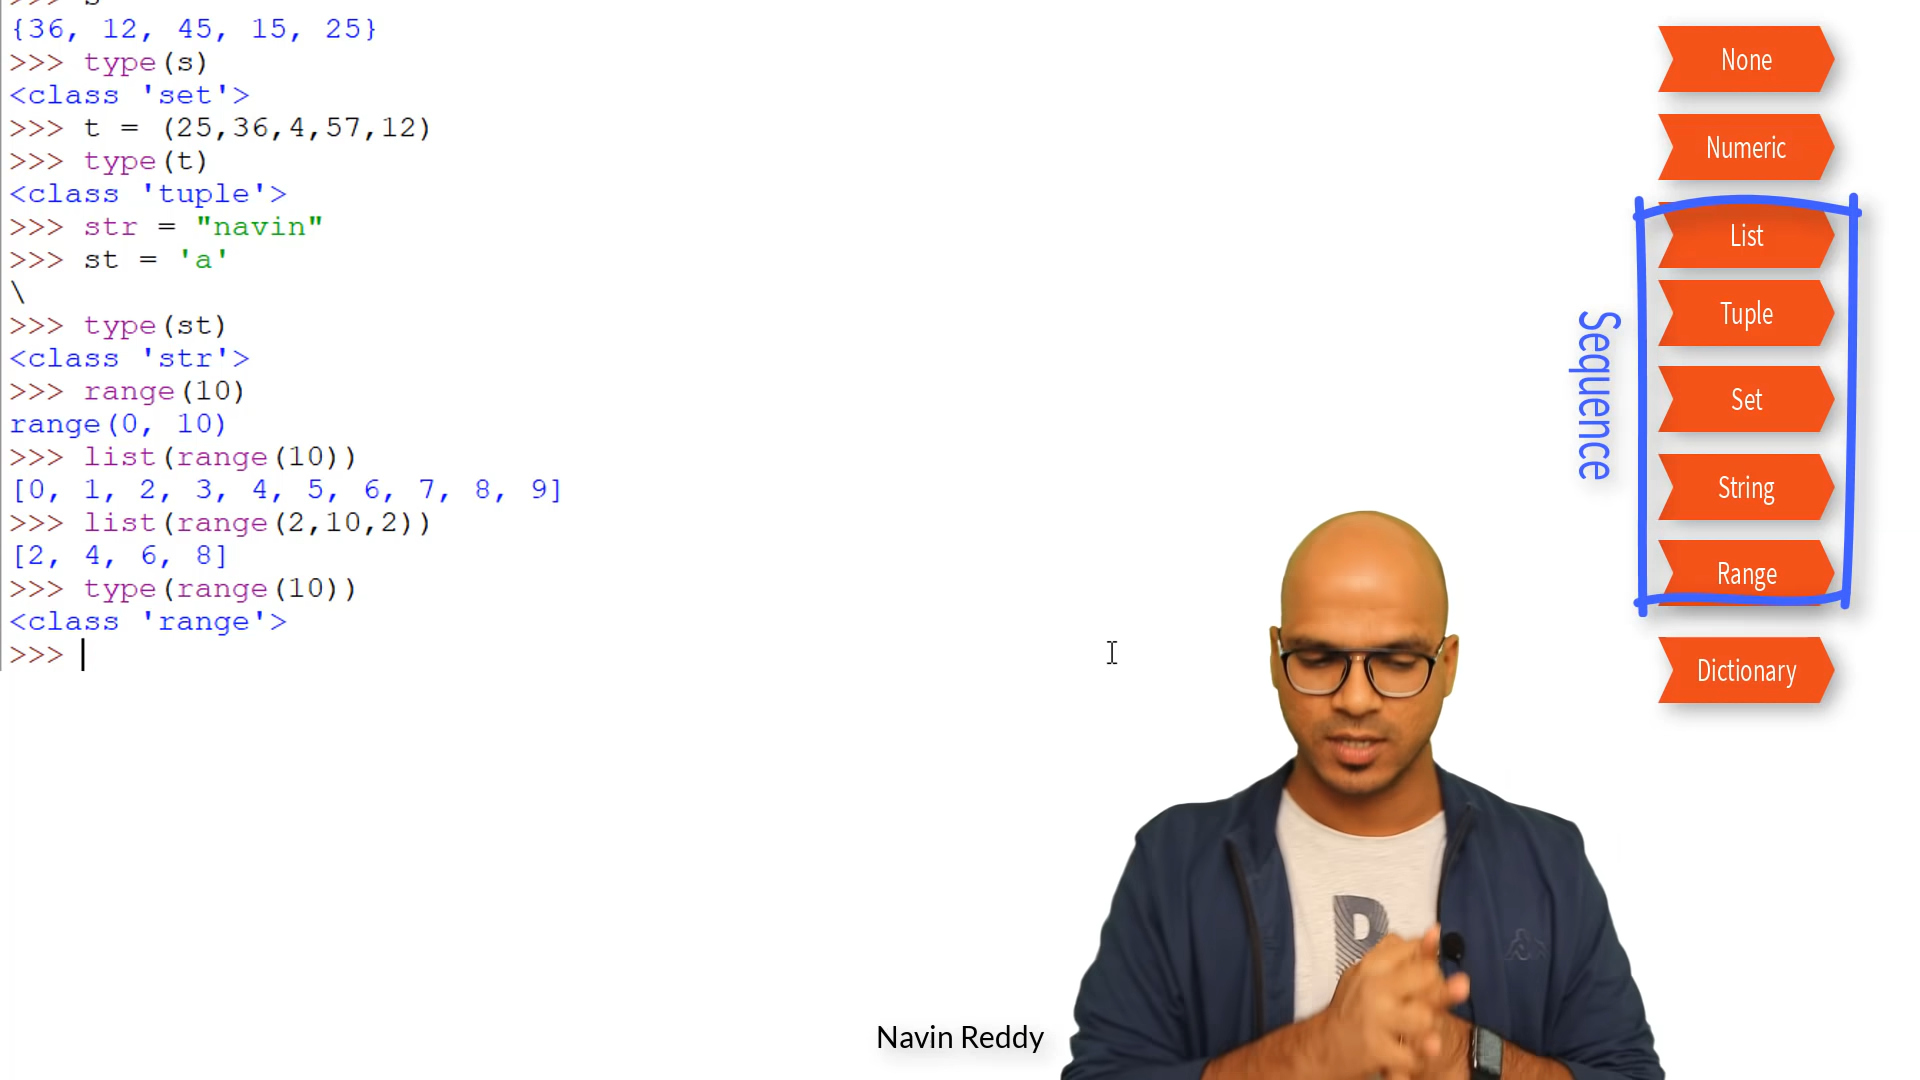 {36, 12, 45, 15, 25}
>>> type(s)
<class 'set'>
>>> t = (25,36,4,57,12)
>>> type(t)
<class 'tuple'>
>>> str = "navin"
>>> st = 'a'
\
>>> type(st)
<class 'str'>
>>> range(10)
range(0, 10)
>>> list(range(10))
[0, 1, 2, 3, 4, 5, 6, 7, 8, 9]
>>> list(range(2,10,2))
[2, 4, 6, 8]
>>> type(range(10))
<class 'range'>
>>>
None
Numeric
List
Tuple
Set
String
Range
Dictionary
Sequence
Navin Reddy